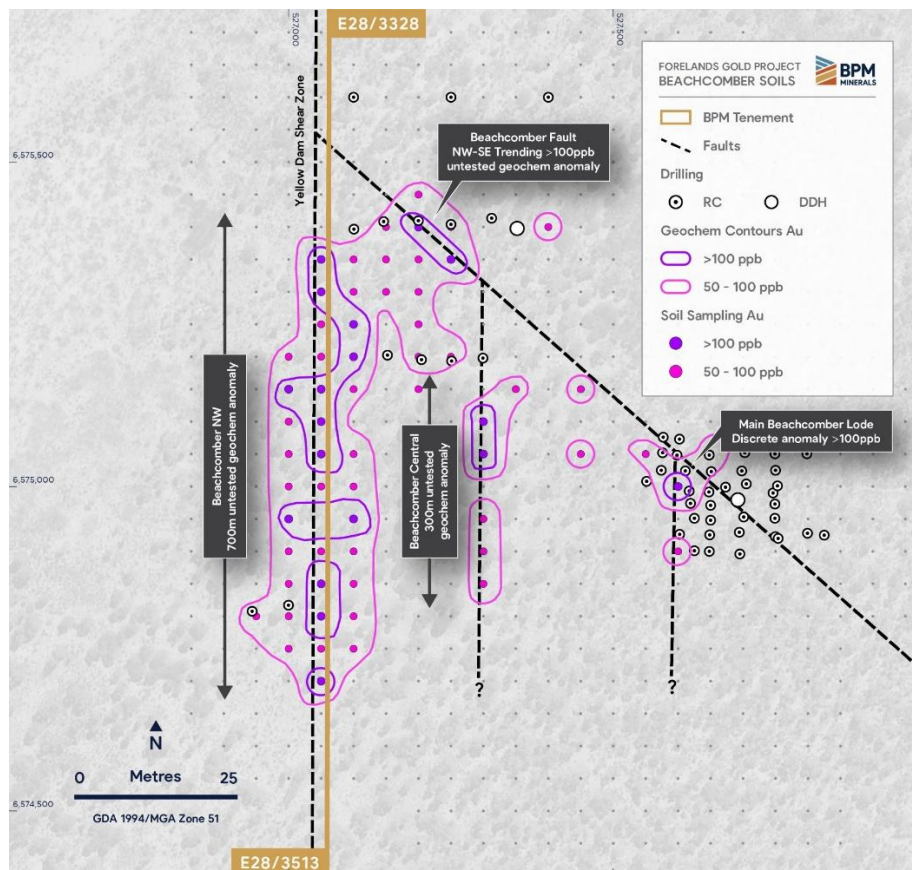 E28/3328
527,000
527,500
6,575,500
6,575,000
6,574,500
Yellow Dam Shear Zone
Beachcomber Fault
NW-SE Trending >100ppb
untested geochem anomaly
FORELANDS GOLD PROJECT
BEACHCOMBER SOILS
BPM
MINERALS
BPM Tenement
Faults
Drilling
RC
DDH
Geochem Contours Au
>100 ppb
50 - 100 ppb
Soil Sampling Au
>100 ppb
50 - 100 ppb
Beachcomber NW
700m untested geochem anomaly
Beachcomber Central
300m untested
geochem anomaly
Main Beachcomber Lode
Discrete anomaly >100ppb
?
?
N
0 Metres 25
GDA 1994/MGA Zone 51
E28/3513